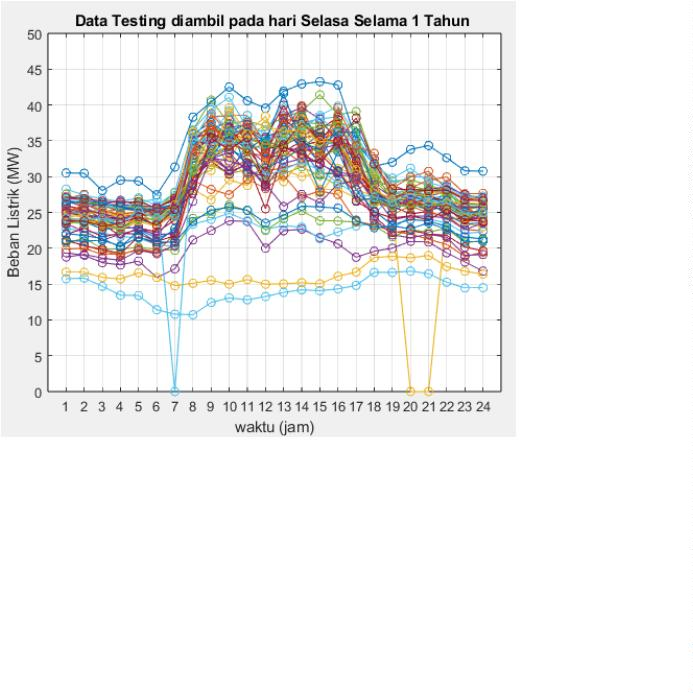 Data Testing diambil pada hari Selasa Selama 1 Tahun
50
45
40
35
30
25
20
15
10
5
0
Beban Listrik (MW)
1 2 3 4 5 6 7 8 9 10 11 12 13 14 15 16 17 18 19 20 21 22 23 24
waktu (jam)